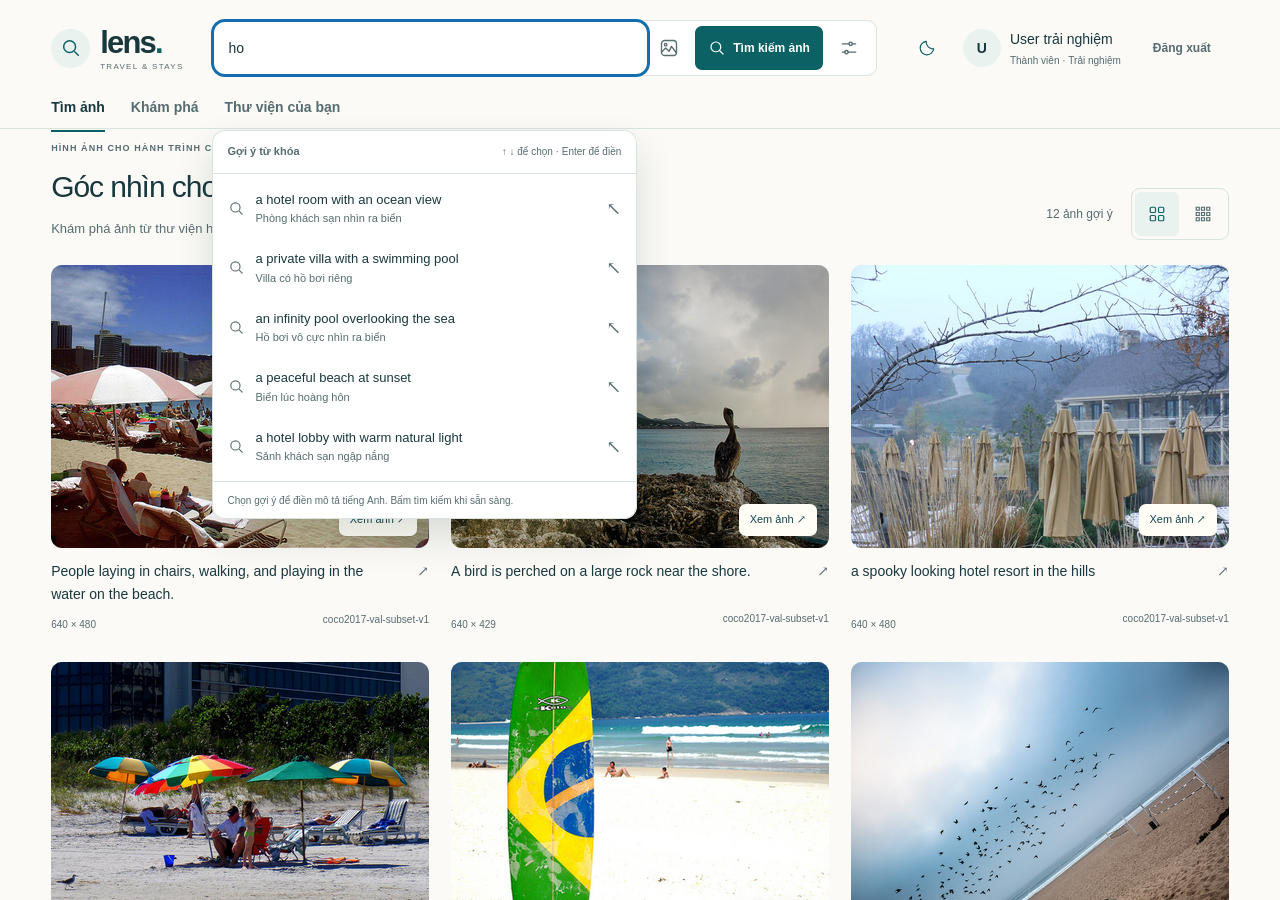 lens.
TRAVEL & STAYS
ho
Tìm kiếm ảnh
U
User trải nghiệm
Thành viên · Trải nghiệm
Đăng xuất
Tìm ảnh
Khám phá
Thư viện của bạn
HÌNH ẢNH CHO HÀNH TRÌNH C
Góc nhìn cho
Khám phá ảnh từ thư viện h
12 ảnh gợi ý
Gợi ý từ khóa
↑ ↓ để chọn · Enter để điền
a hotel room with an ocean view
Phòng khách sạn nhìn ra biển
a private villa with a swimming pool
Villa có hồ bơi riêng
an infinity pool overlooking the sea
Hồ bơi vô cực nhìn ra biển
a peaceful beach at sunset
Biển lúc hoàng hôn
a hotel lobby with warm natural light
Sảnh khách sạn ngập nắng
Chọn gợi ý để điền mô tả tiếng Anh. Bấm tìm kiếm khi sẵn sàng.
Xem ảnh ↗
Xem ảnh ↗
Xem ảnh ↗
People laying in chairs, walking, and playing in the
water on the beach.
↗
640 × 480
coco2017-val-subset-v1
A bird is perched on a large rock near the shore.
↗
640 × 429
coco2017-val-subset-v1
a spooky looking hotel resort in the hills
↗
640 × 480
coco2017-val-subset-v1